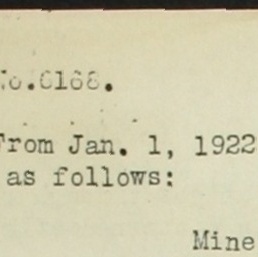 No.6168.
From Jan. 1, 1922
as follows:
Mine